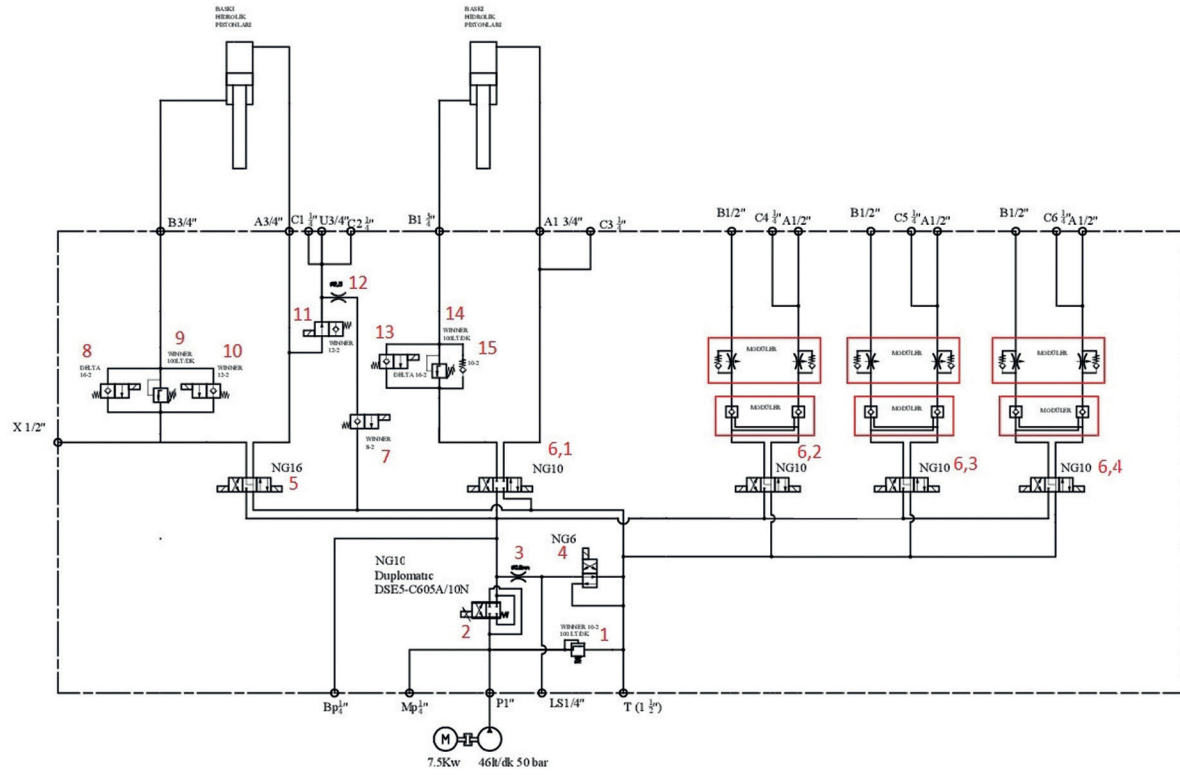 BASKI
HİDROLİK
PİSTONLARI
BASKI
HİDROLİK
PİSTONLARI
B3/4"
A3/4"
C1 1/4"
U3/4"
C2 1/4"
B1 3/4"
A1 3/4"
C3 1/4"
B1/2"
C4 1/4"
A1/2"
B1/2"
C5 1/4"
A1/2"
B1/2"
C6 1/4"
A1/2"
12
11
WINNER
12-2
14
WINNER
100LT/DK
13
15
DELTA 16-2
10-2
8
DELTA
16-2
9
WINNER
100LT/DK
10
WINNER
12-2
MODÜLER
MODÜLER
MODÜLER
MODÜLER
MODÜLER
MODÜLER
WINNER
8-2
7
X 1/2"
NG16
5
6,1
NG10
6,2
NG10
6,3
NG10
6,4
NG10
NG10
Duplomatic
DSE5-C605A/10N
3
NG6
4
2
WINNER 10-2
100 LT/DK
1
Bp1/4"
Mp1/4"
P1"
LS1/4"
T (1 1/2")
M
7.5Kw
46lt/dk 50 bar